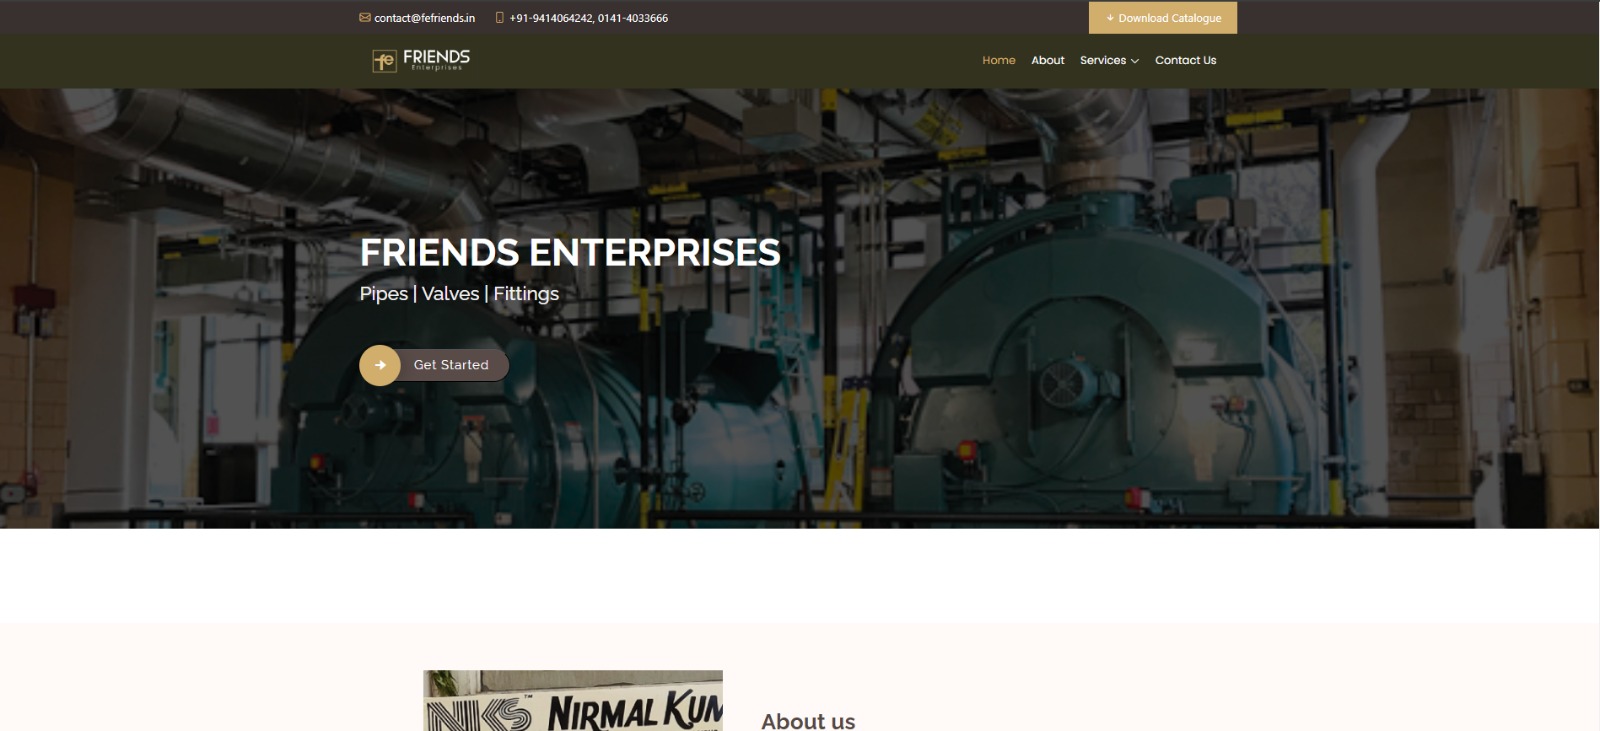 contact@fefriends.in
+91-9414064242, 0141-4033666
Download Catalogue
fe FRIENDS
Enterprises
Home About Services Contact Us
FRIENDS ENTERPRISES
Pipes | Valves | Fittings
Get Started
NKS™ NIRMAL KUM
About us